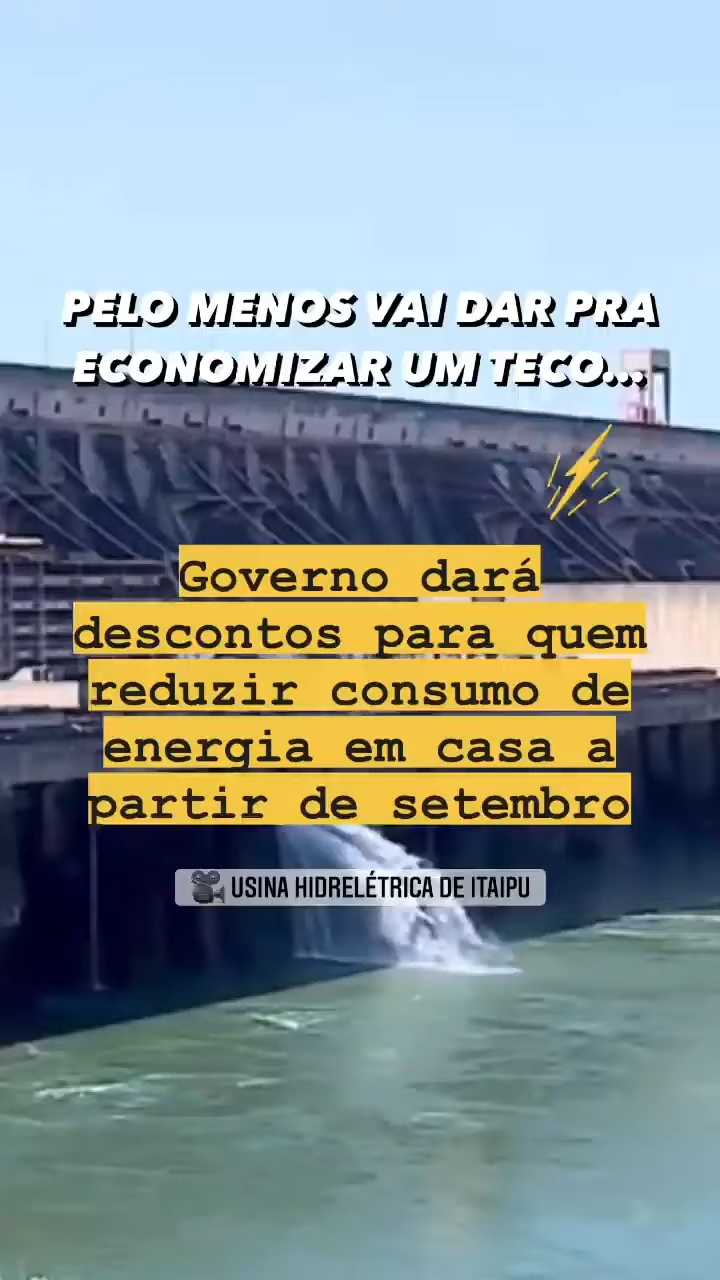 PELO MENOS VAI DAR PRA
ECONOMIZAR UM TECO...
Governo dará
descontos para quem
reduzir consumo de
energia em casa a
partir de setembro
USINA HIDRELÉTRICA DE ITAIPU